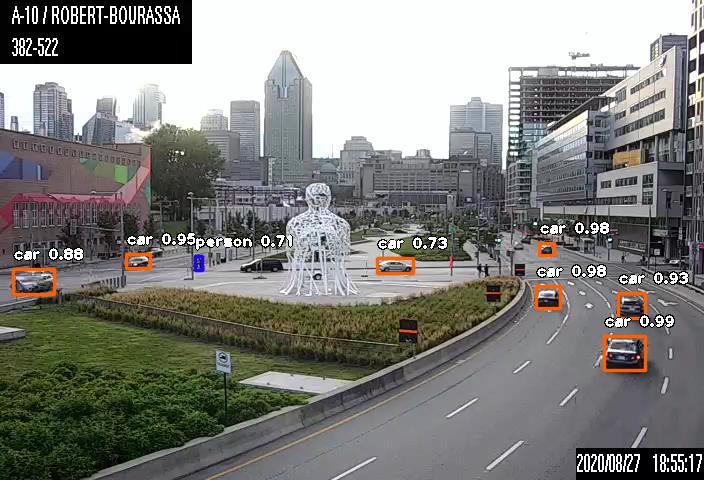 A-10 / ROBERT-BOURASSA
382-522
car 0.98
car 0.95
person 0.71
car 0.73
car 0.88
car 0.98
car 0.93
car 0.99
2020/08/27 18:55:17